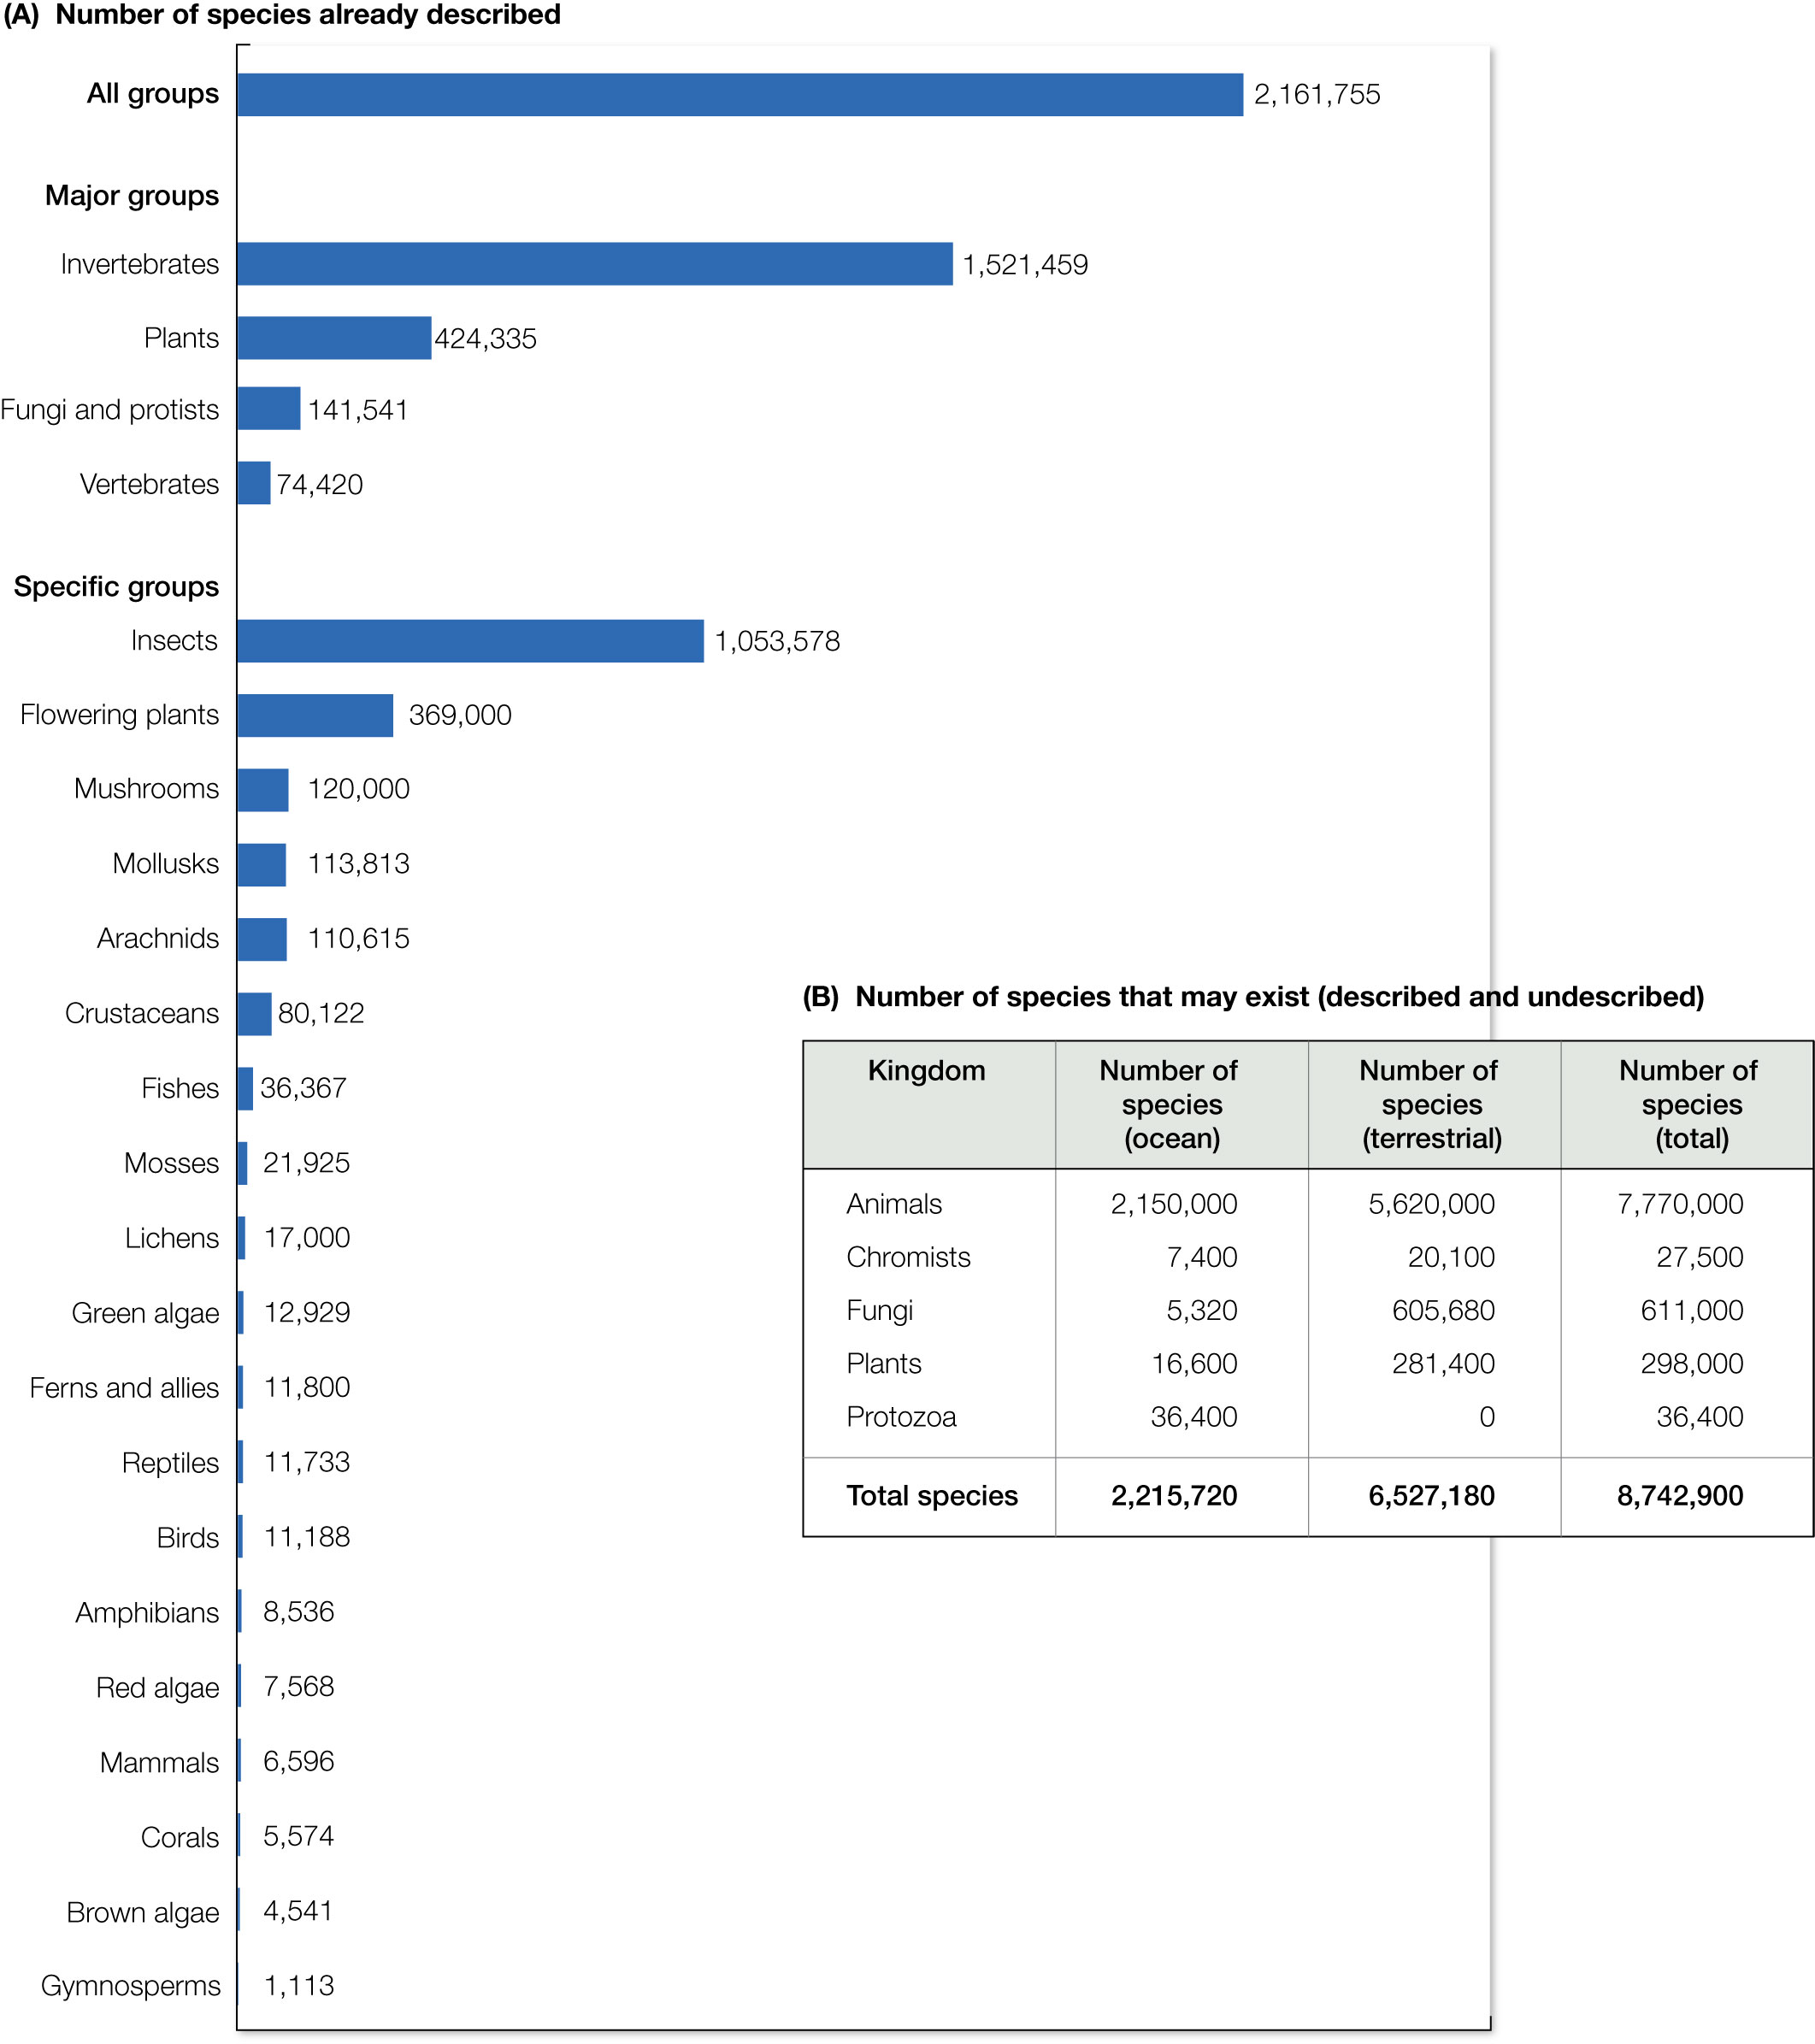 (A) Number of species already described
All groups 2,161,755
Major groups
Invertebrates 1,521,459
Plants 424,335
Fungi and protists 141,541
Vertebrates 74,420
Specific groups
Insects 1,053,578
Flowering plants 369,000
Mushrooms 120,000
Mollusks 113,813
Arachnids 110,615
Crustaceans 80,122
Fishes 36,367
Mosses 21,925
Lichens 17,000
Green algae 12,929
Ferns and allies 11,800
Reptiles 11,733
Birds 11,188
Amphibians 8,536
Red algae 7,568
Mammals 6,596
Corals 5,574
Brown algae 4,541
Gymnosperms 1,113
(B) Number of species that may exist (described and undescribed)
Kingdom Number of Number of Number of
species species species
(ocean) (terrestrial) (total)
Animals 2,150,000 5,620,000 7,770,000
Chromists 7,400 20,100 27,500
Fungi 5,320 605,680 611,000
Plants 16,600 281,400 298,000
Protozoa 36,400 0 36,400
Total species 2,215,720 6,527,180 8,742,900